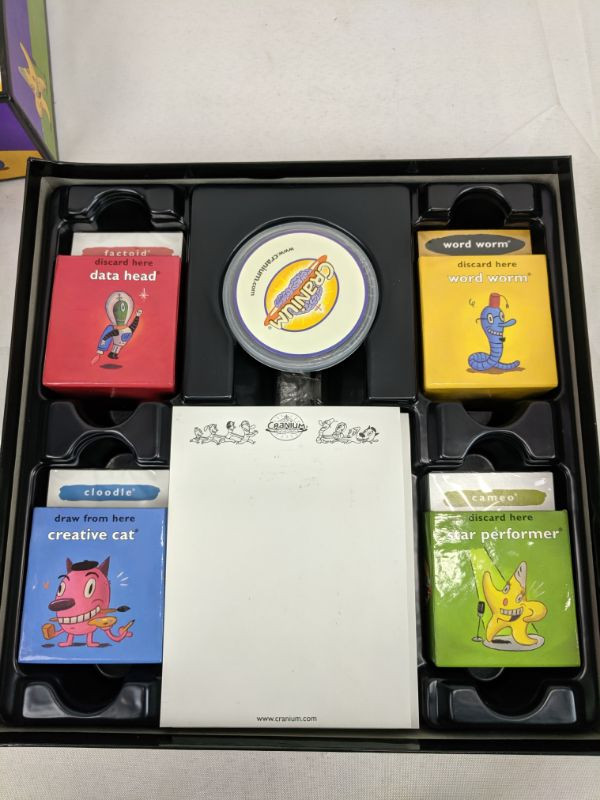 factoid®
discard here
data head®
www.cranium.com
CRANIUM®
word worm®
discard here
word worm®
Cranium
cloodle®
draw from here
creative cat®
cameo®
discard here
star performer®
www.cranium.com